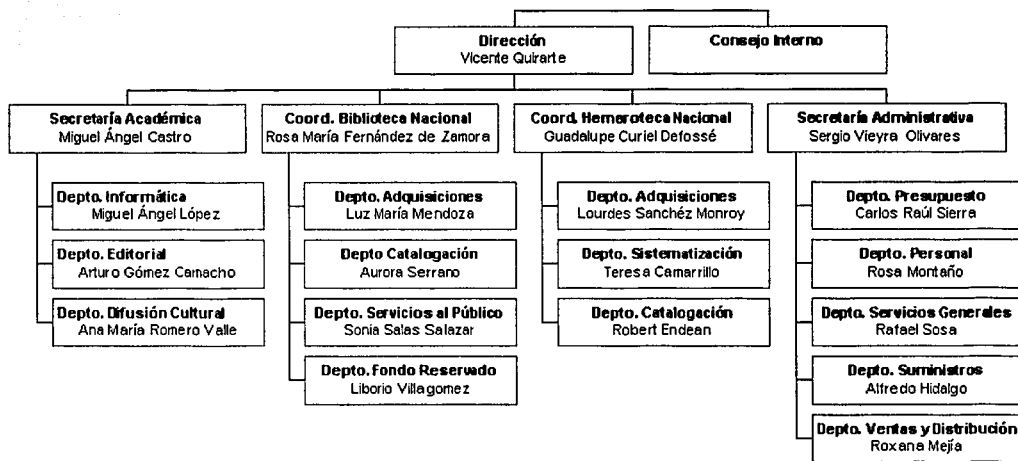 Dirección
Vicente Quirarte
Consejo Interno
Secretaría Académica
Miguel Ángel Castro
Coord. Biblioteca Nacional
Rosa María Fernández de Zamora
Coord. Hemeroteca Nacional
Guadalupe Curiel Defossé
Secretaría Administrativa
Sergio Vieyra Olivares
Depto. Informática
Miguel Ángel López
Depto. Editorial
Arturo Gómez Camacho
Depto. Difusión Cultural
Ana María Romero Valle
Depto. Adquisiciones
Luz María Mendoza
Depto Catalogación
Aurora Serrano
Depto. Servicios al Público
Sonia Salas Salazar
Depto. Fondo Reservado
Liborio Villagomez
Depto. Adquisiciones
Lourdes Sanchéz Monroy
Depto. Sistematización
Teresa Camarrillo
Depto. Catalogación
Robert Endean
Depto. Presupuesto
Carlos Raúl Sierra
Depto. Personal
Rosa Montaño
Depto. Servicios Generales
Rafael Sosa
Depto. Suministros
Alfredo Hidalgo
Depto. Ventas y Distribución
Roxana Mejía